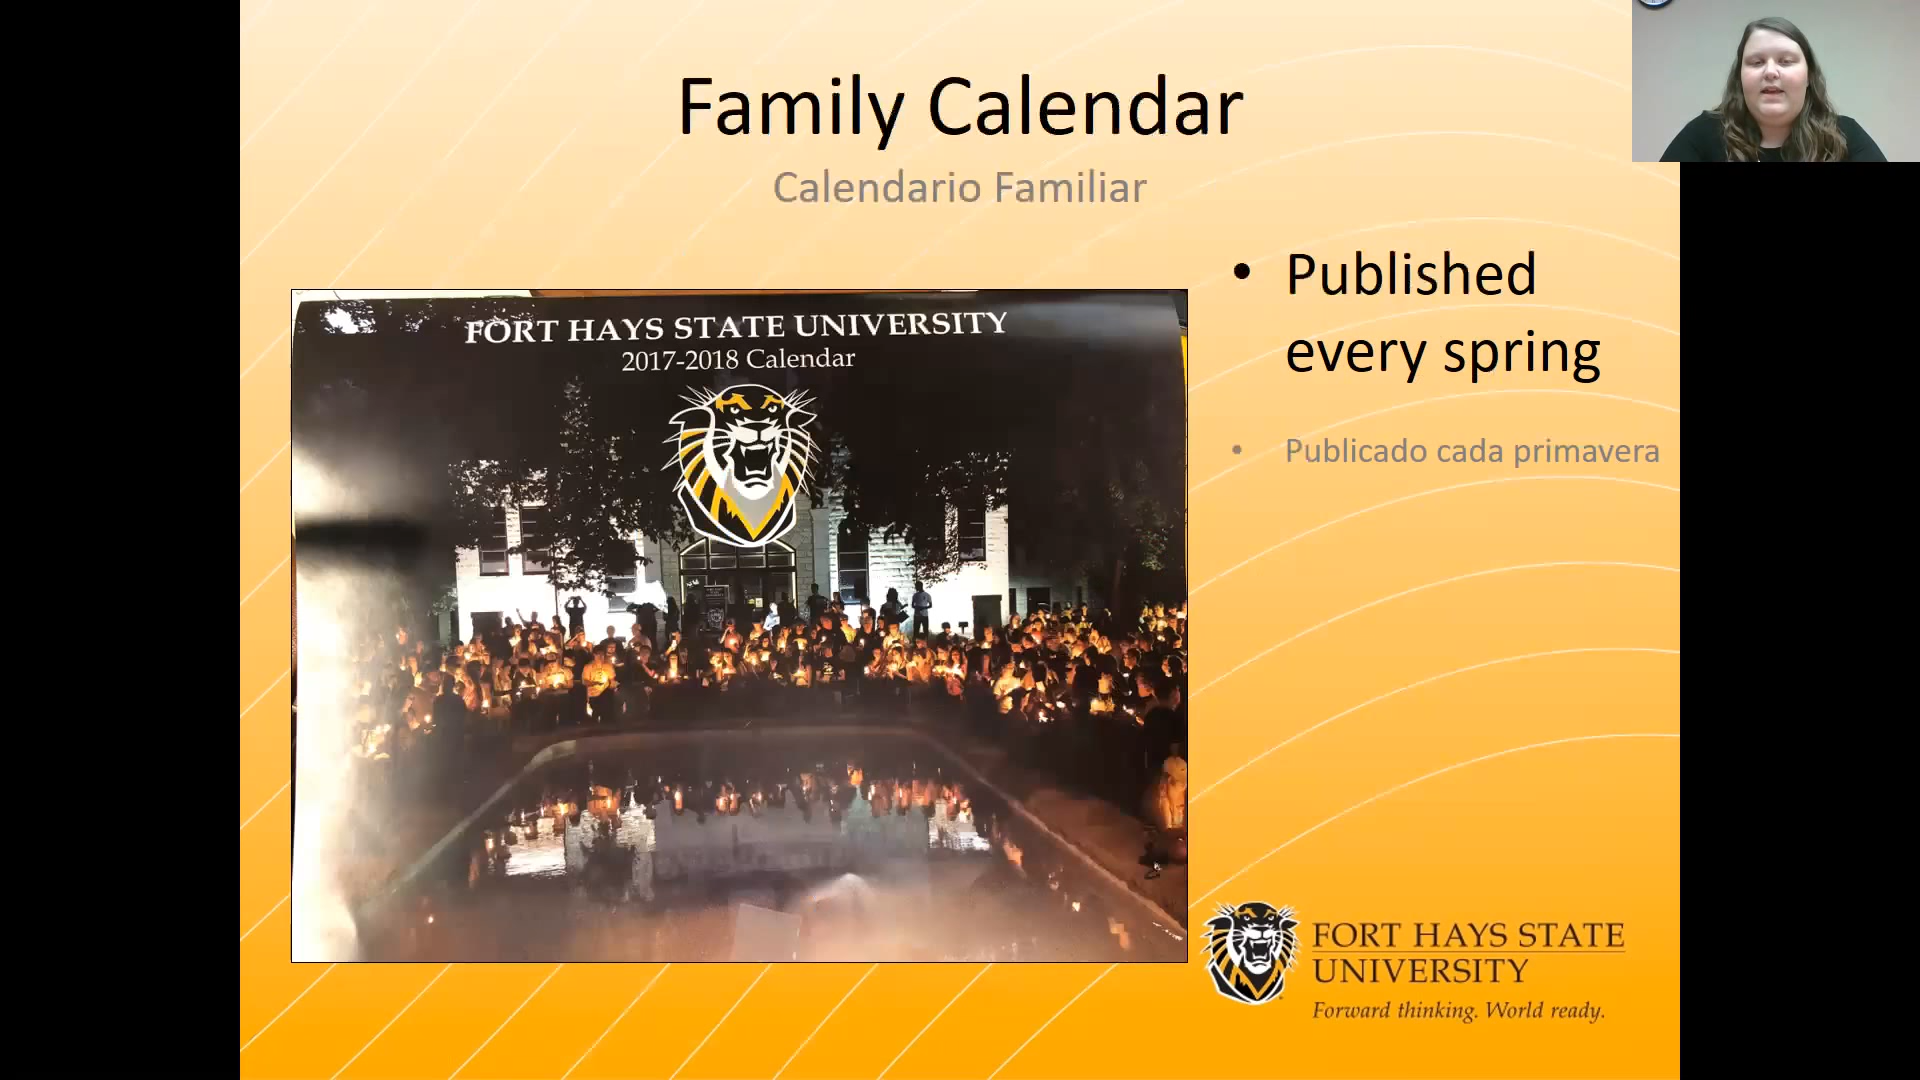 Family Calendar
Calendario Familiar
FORT HAYS STATE UNIVERSITY
2017-2018 Calendar
• Published
every spring
• Publicado cada primavera
FORT HAYS STATE
UNIVERSITY
Forward thinking. World ready.